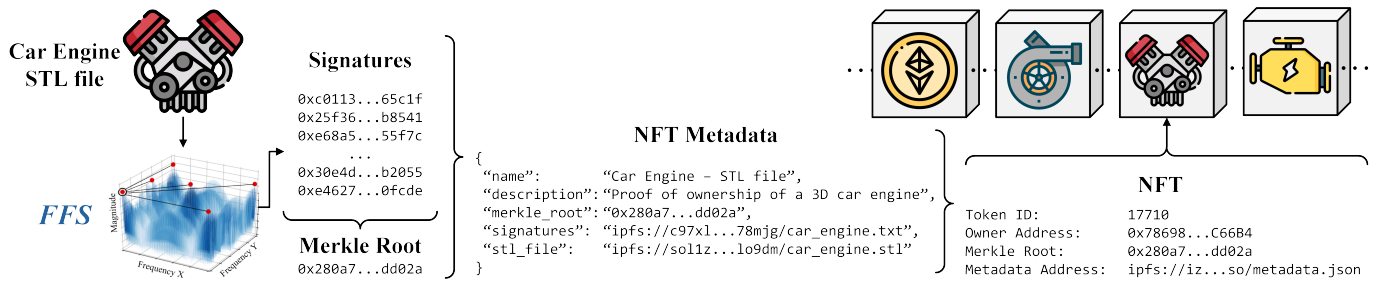 Car Engine
STL file
FFS
Magnitude
Frequency X
Frequency Y
Signatures
0xc0113...65c1f
0x25f36...b8541
0xe68a5...55f7c
...
0x30e4d...b2055
0xe4627...0fcde
Merkle Root
0x280a7...dd02a
NFT Metadata
{
“name”: “Car Engine – STL file”,
“description”: “Proof of ownership of a 3D car engine”,
“merkle_root”: “0x280a7...dd02a”,
“signatures”: “ipfs://c97xl...78mjg/car_engine.txt”,
“stl_file”: “ipfs://sol1z...lo9dm/car_engine.stl”
}
NFT
Token ID: 17710
Owner Address: 0x78698...C66B4
Merkle Root: 0x280a7...dd02a
Metadata Address: ipfs://iz...so/metadata.json